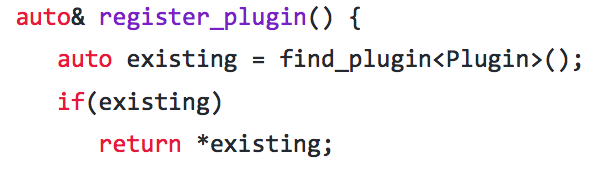 auto& register_plugin() {
auto existing = find_plugin<Plugin>();
if(existing)
return *existing;